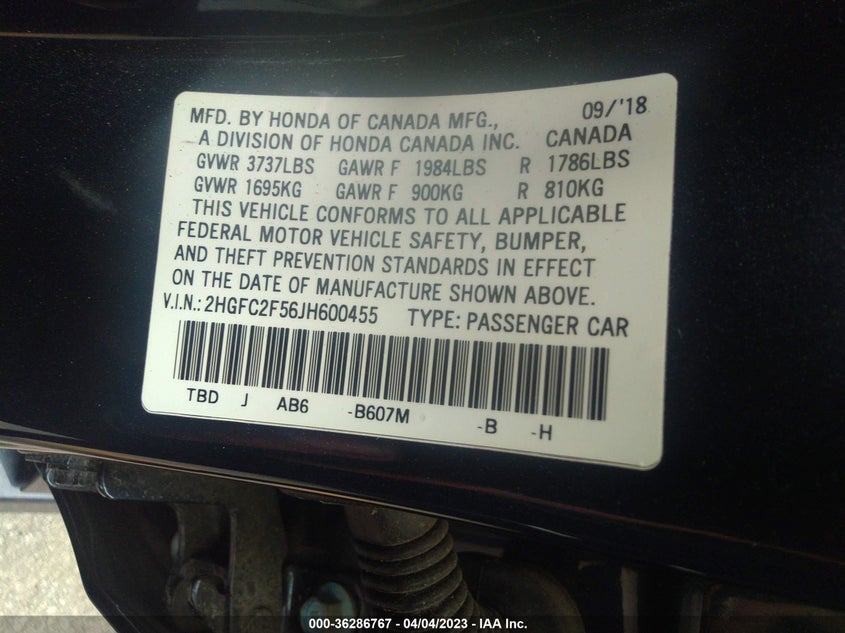 MFD. BY HONDA OF CANADA MFG., 09/'18
A DIVISION OF HONDA CANADA INC. CANADA
GVWR 3737LBS GAWR F 1984LBS R 1786LBS
GVWR 1695KG GAWR F 900KG R 810KG
THIS VEHICLE CONFORMS TO ALL APPLICABLE
FEDERAL MOTOR VEHICLE SAFETY, BUMPER,
AND THEFT PREVENTION STANDARDS IN EFFECT
ON THE DATE OF MANUFACTURE SHOWN ABOVE.
V.I.N.: 2HGFC2F56JH600455 TYPE: PASSENGER CAR
TBD J AB6 -B607M -B -H
000-36286767 - 04/04/2023 - IAA Inc.